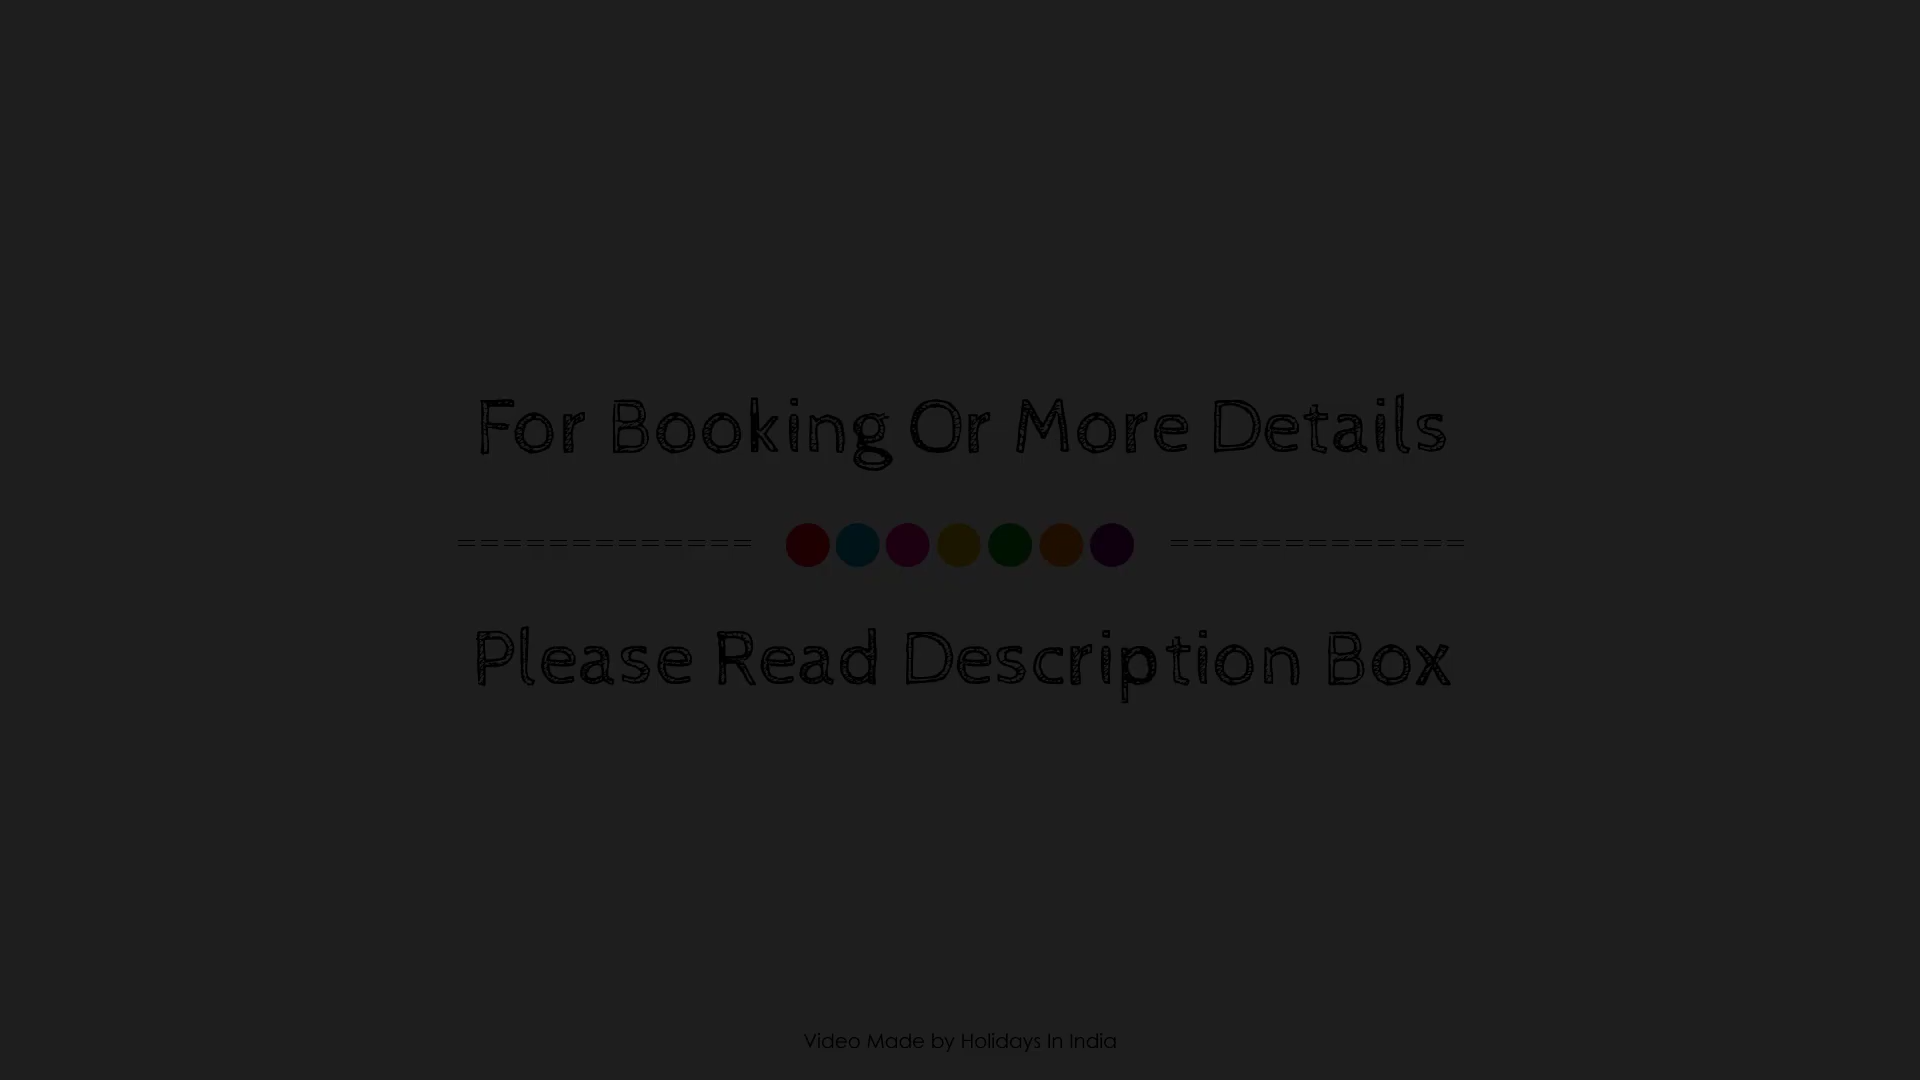 For Booking Or More Details
============= =============
Please Read Description Box
Video Made by Holidays In India